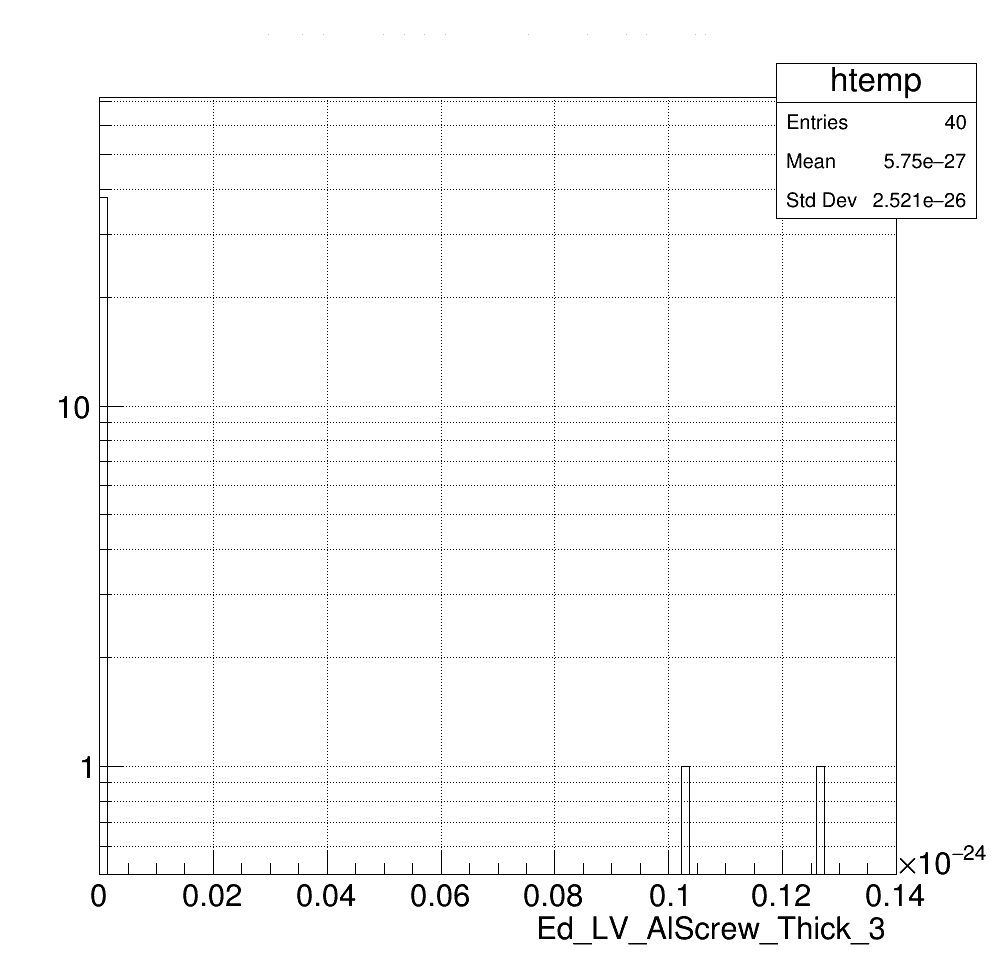 htemp
Entries 40
Mean 5.75e−27
Std Dev 2.521e−26
10
1
×10−24
0 0.02 0.04 0.06 0.08 0.1 0.12 0.14
Ed_LV_AlScrew_Thick_3